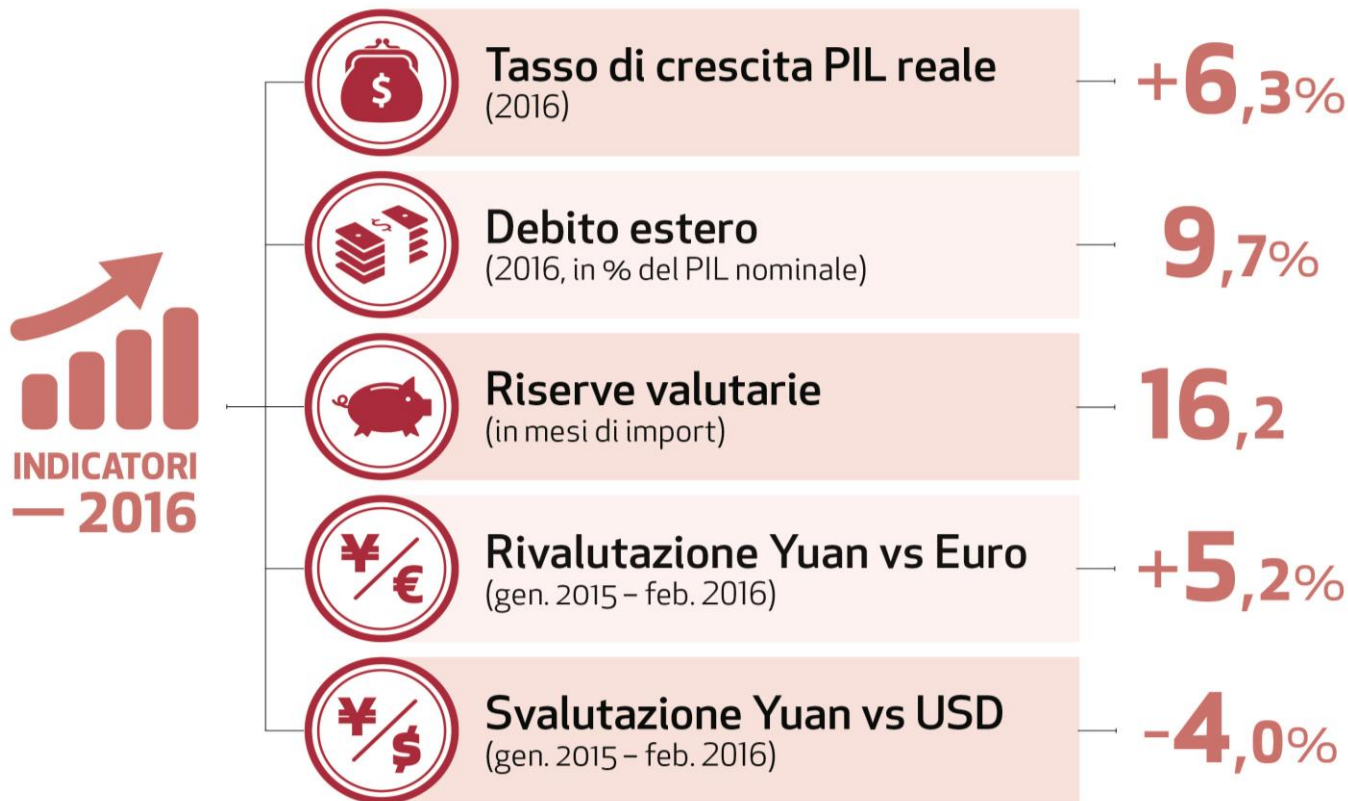 Tasso di crescita PIL reale
(2016)
+6,3%
Debito estero
(2016, in % del PIL nominale)
9,7%
Riserve valutarie
(in mesi di import)
16,2
Rivalutazione Yuan vs Euro
(gen. 2015 – feb. 2016)
+5,2%
Svalutazione Yuan vs USD
(gen. 2015 – feb. 2016)
-4,0%
INDICATORI
— 2016
$
$
¥/€
¥/$